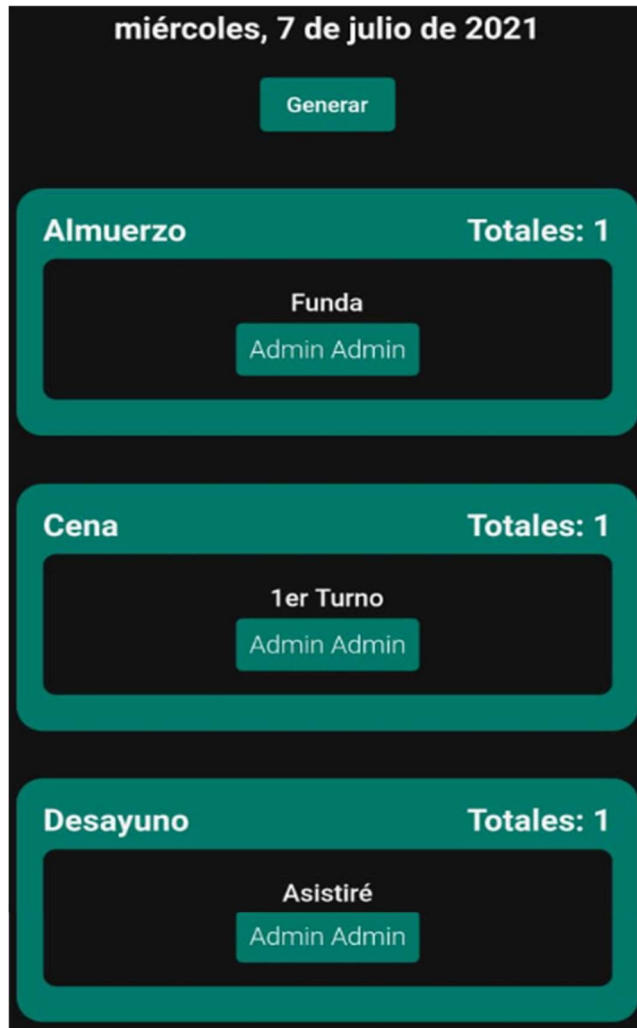 miércoles, 7 de julio de 2021
Generar
Almuerzo Totales: 1
Funda
Admin Admin
Cena Totales: 1
1er Turno
Admin Admin
Desayuno Totales: 1
Asistiré
Admin Admin